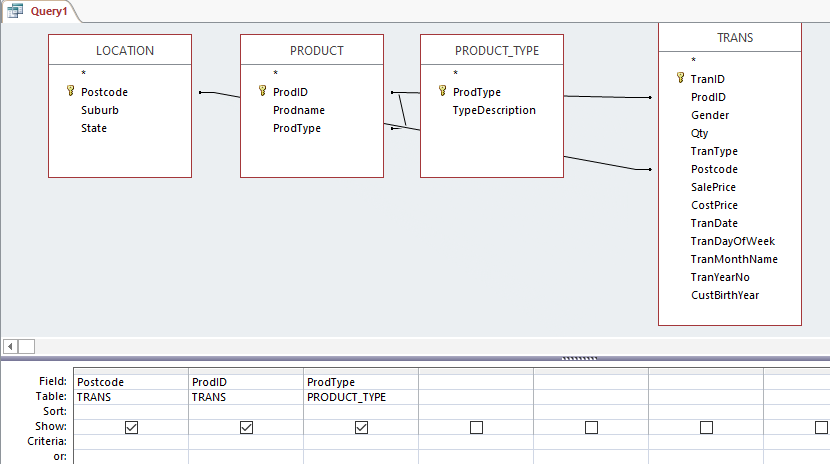 Query1
LOCATION
*
Postcode
Suburb
State
PRODUCT
*
ProdID
Prodname
ProdType
PRODUCT_TYPE
*
ProdType
TypeDescription
TRANS
*
TranID
ProdID
Gender
Qty
TranType
Postcode
SalePrice
CostPrice
TranDate
TranDayOfWeek
TranMonthName
TranYearNo
CustBirthYear
Field: Postcode ProdID ProdType
Table: TRANS TRANS PRODUCT_TYPE
Sort:
Show:
Criteria:
or: